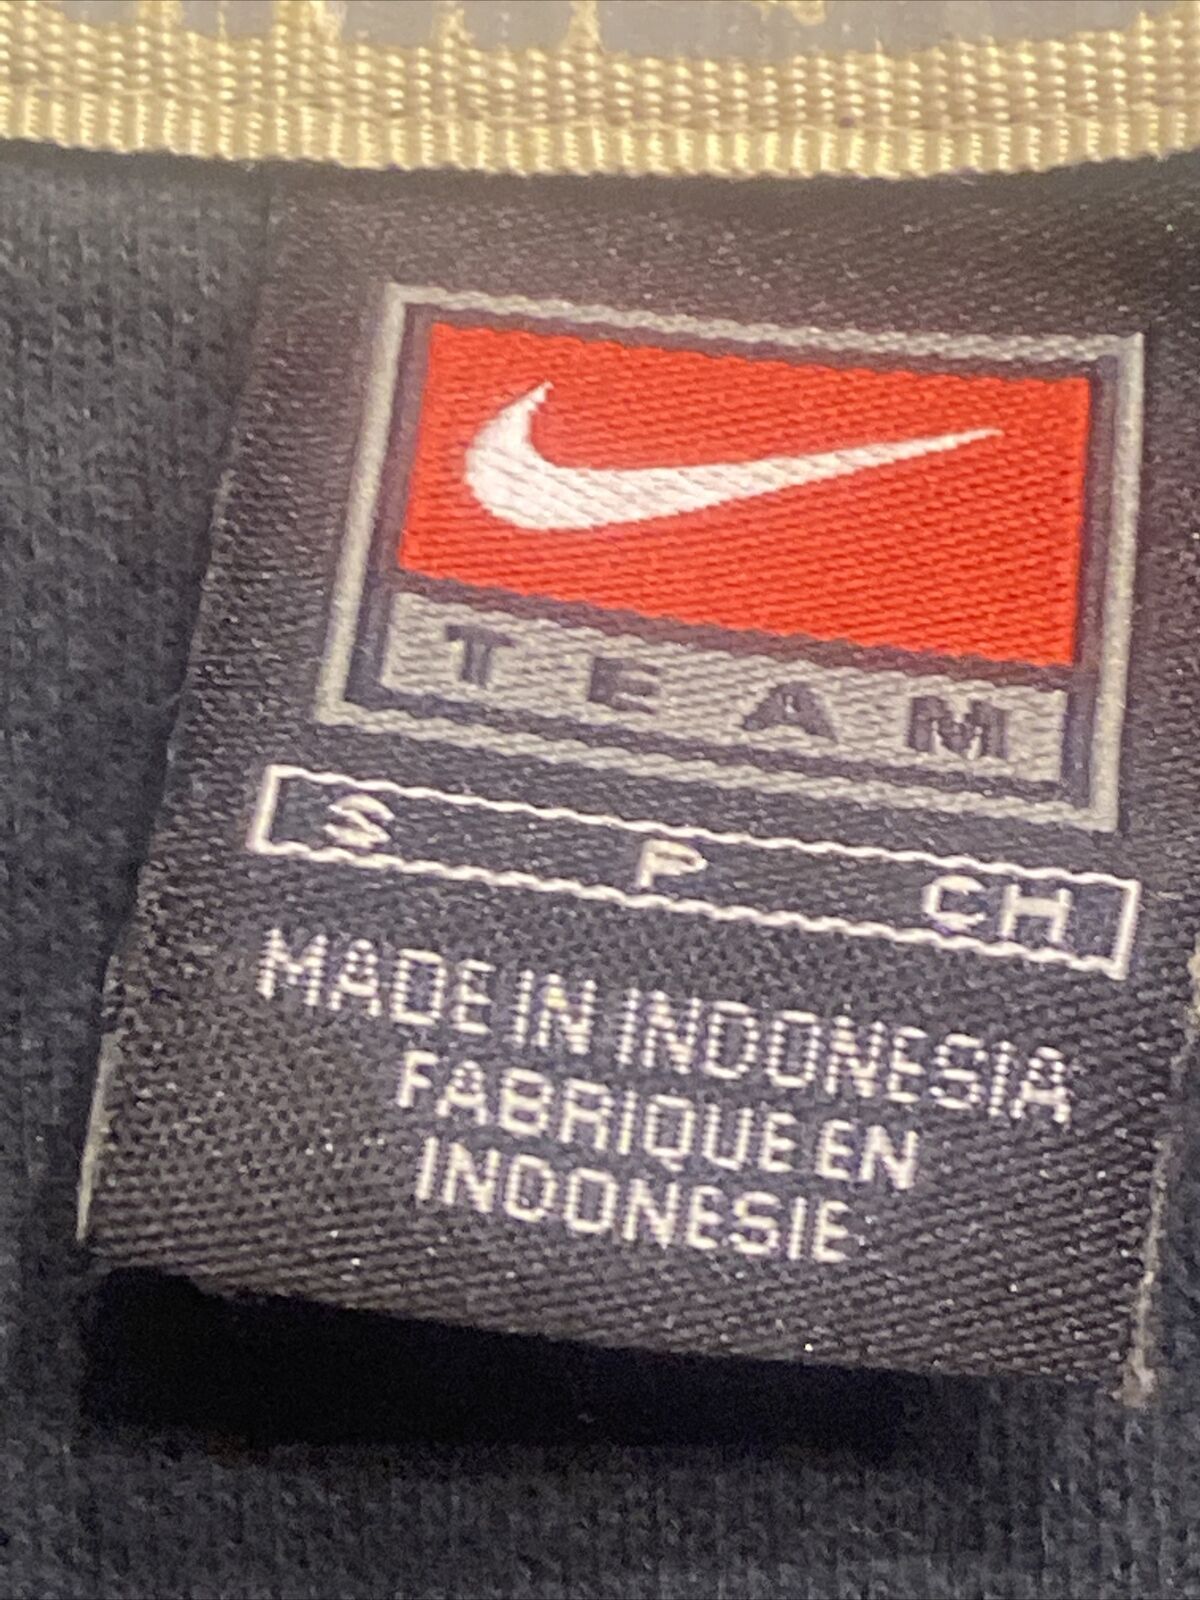 TEAM
S P CH
MADE IN INDONESIA
FABRIQUE EN
INDONESIE